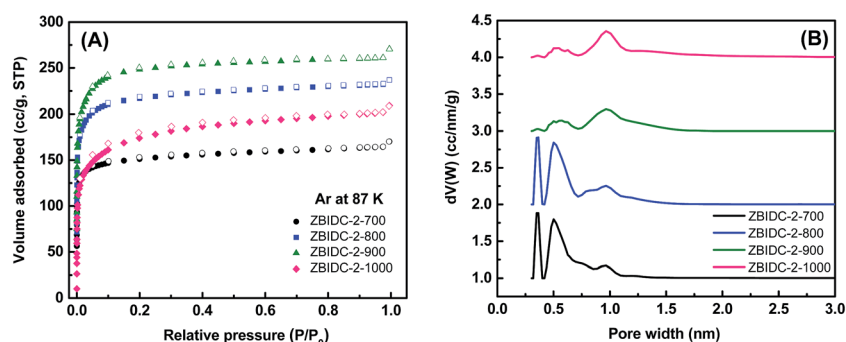 (A)
300
250
200
150
100
50
0
Volume adsorbed (cc/g, STP)
Ar at 87 K
ZBIDC-2-700
ZBIDC-2-800
ZBIDC-2-900
ZBIDC-2-1000
0.0 0.2 0.4 0.6 0.8 1.0
Relative pressure (P/P₀)
(B)
4.5
4.0
3.5
3.0
2.5
2.0
1.5
1.0
dV(W) (cc/nm/g)
ZBIDC-2-700
ZBIDC-2-800
ZBIDC-2-900
ZBIDC-2-1000
0.0 0.5 1.0 1.5 2.0 2.5 3.0
Pore width (nm)